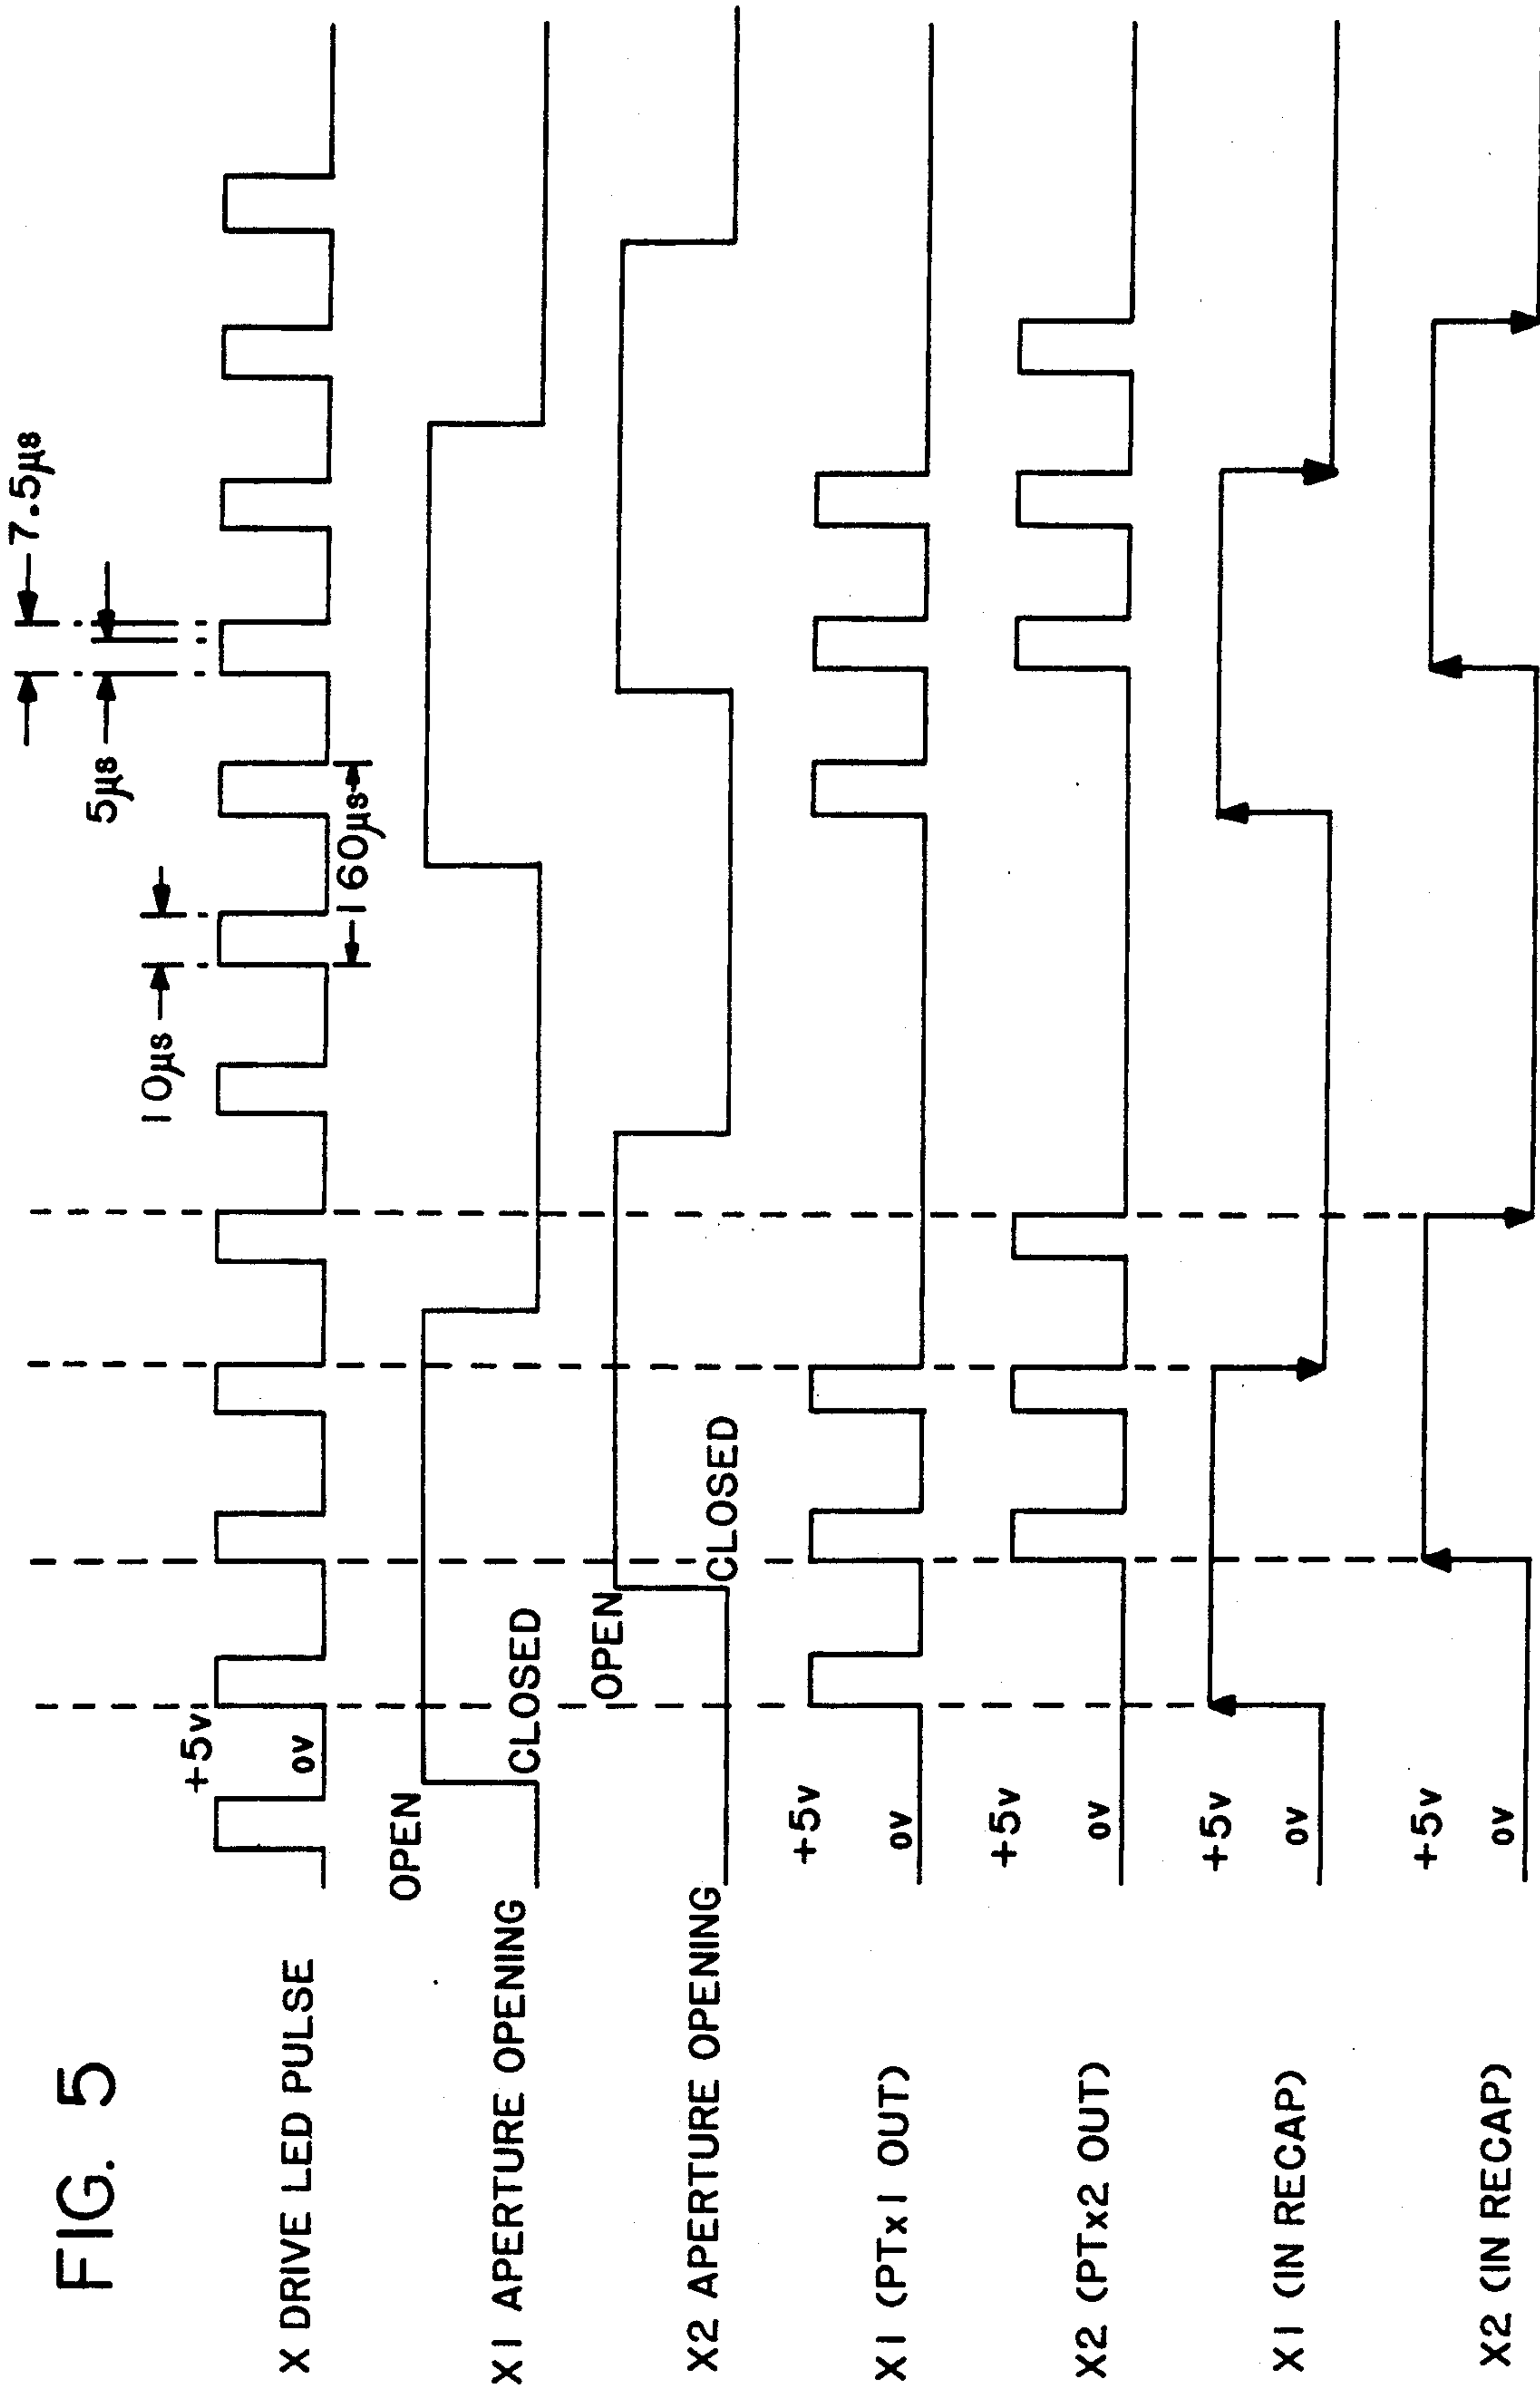 FIG. 5
7.5µs
5µs
10µs
160µs
X DRIVE LED PULSE
+5v
0v
X1 APERTURE OPENING
OPEN
CLOSED
X2 APERTURE OPENING
OPEN
CLOSED
X1 (PTx1 OUT)
+5v
0v
X2 (PTx2 OUT)
+5v
0v
X1 (IN RECAP)
+5v
0v
X2 (IN RECAP)
+5v
0v